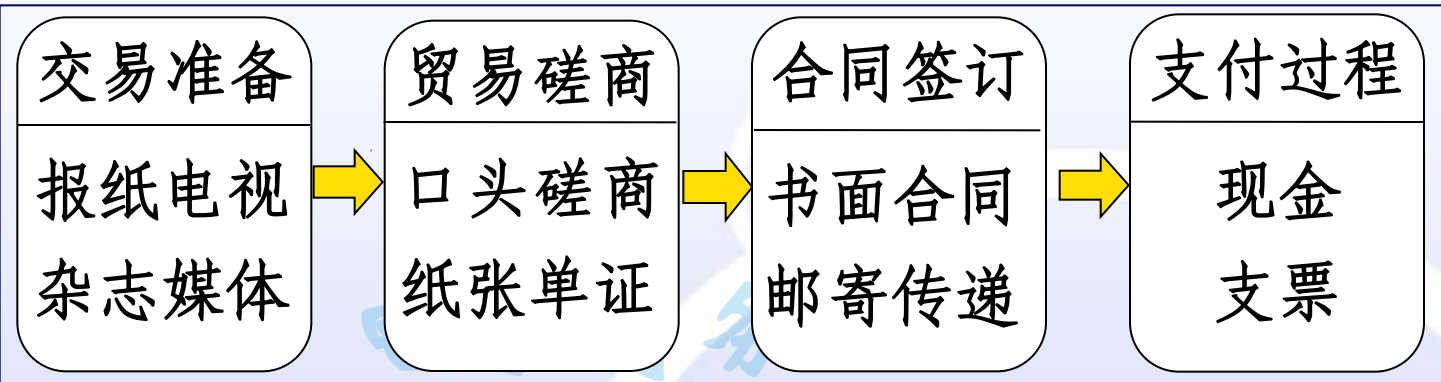 交易准备
报纸电视
杂志媒体
贸易磋商
口头磋商
纸张单证
合同签订
书面合同
邮寄传递
支付过程
现金
支票